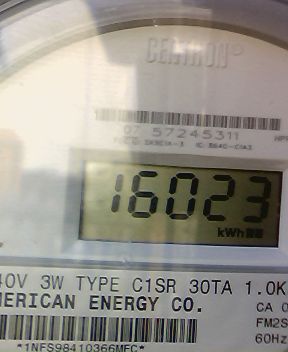 CENTRON®
07 57245311
16023
kWh
40V 3W TYPE C1SR 30TA 1.0K
MERICAN ENERGY CO.
CA 0
FM2S
60Hz
*1NFS98410366MFC*